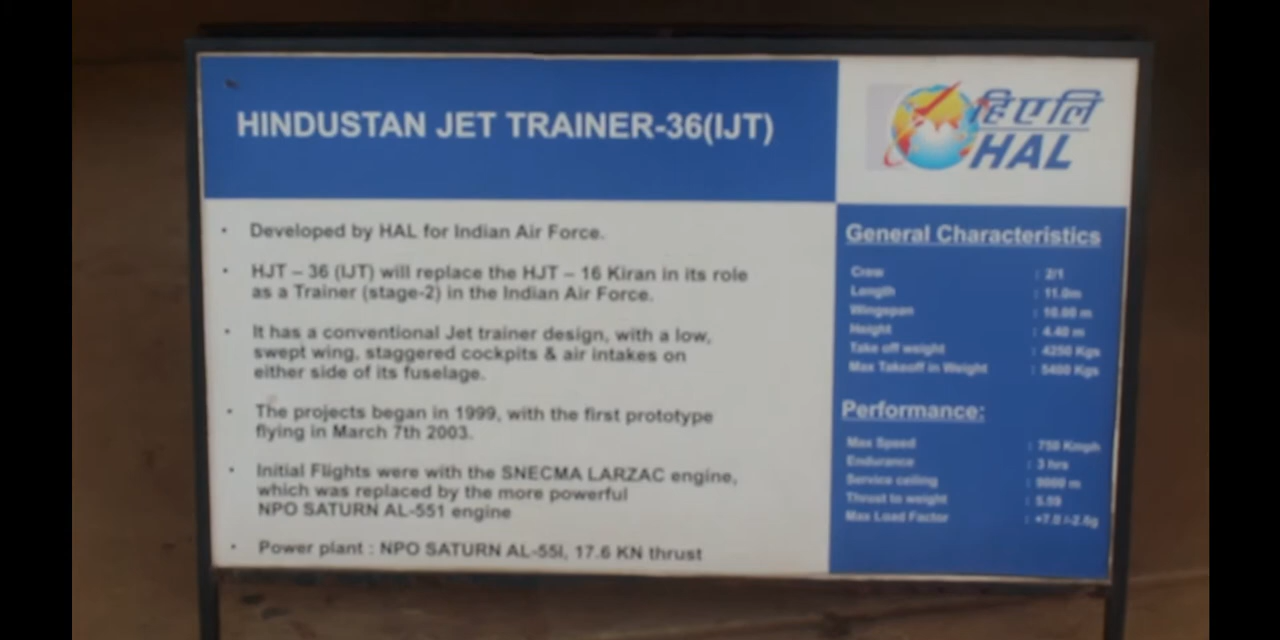 HINDUSTAN JET TRAINER-36(IJT)
हिएलि
HAL
• Developed by HAL for Indian Air Force.
• HJT – 36 (IJT) will replace the HJT – 16 Kiran in its role
as a Trainer (stage-2) in the Indian Air Force.
• It has a conventional Jet trainer design, with a low,
swept wing, staggered cockpits & air intakes on
either side of its fuselage.
• The projects began in 1999, with the first prototype
flying in March 7th 2003.
• Initial Flights were with the SNECMA LARZAC engine,
which was replaced by the more powerful
NPO SATURN AL-551 engine
• Power plant : NPO SATURN AL-55I, 17.6 KN thrust
General Characteristics
Crew : 2/1
Length : 11.0m
Wingspan : 10.00 m
Height : 4.40 m
Take off weight : 4250 Kgs
Max Takeoff in Weight : 5400 Kgs
Performance:
Max Speed : 750 Kmph
Endurance : 3 hrs
Service ceiling : 9000 m
Thrust to weight :
Max Load Factor :